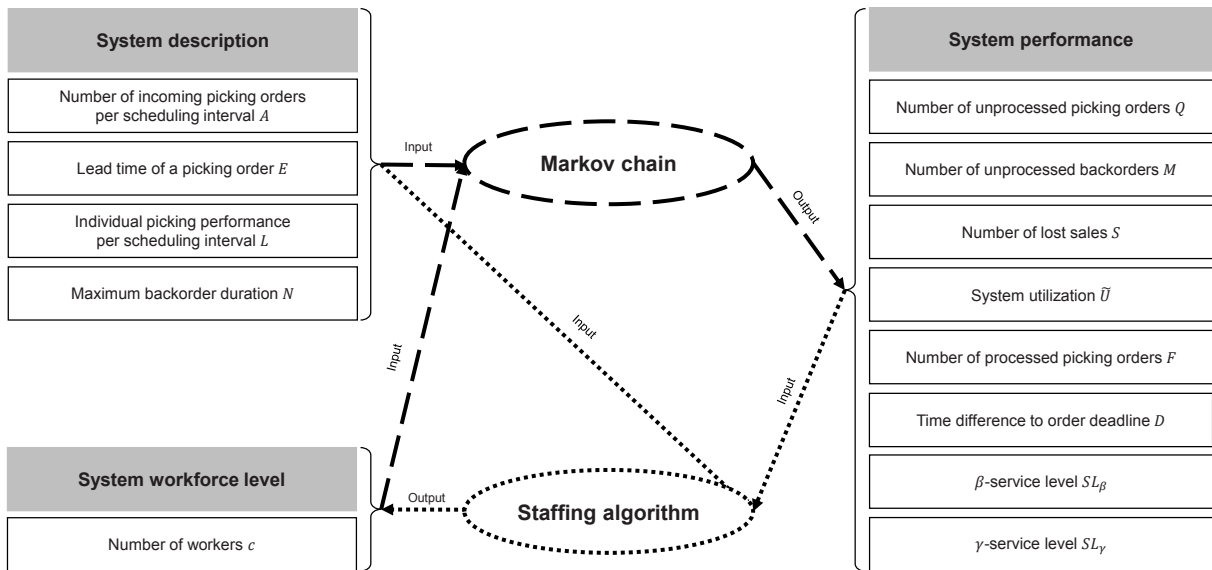 System description
Number of incoming picking orders
per scheduling interval A
Lead time of a picking order E
Individual picking performance
per scheduling interval L
Maximum backorder duration N
System workforce level
Number of workers c
Input
Markov chain
Output
Input
Input
Input
Output
Staffing algorithm
System performance
Number of unprocessed picking orders Q
Number of unprocessed backorders M
Number of lost sales S
System utilization Ũ
Number of processed picking orders F
Time difference to order deadline D
β-service level SL_β
γ-service level SL_γ